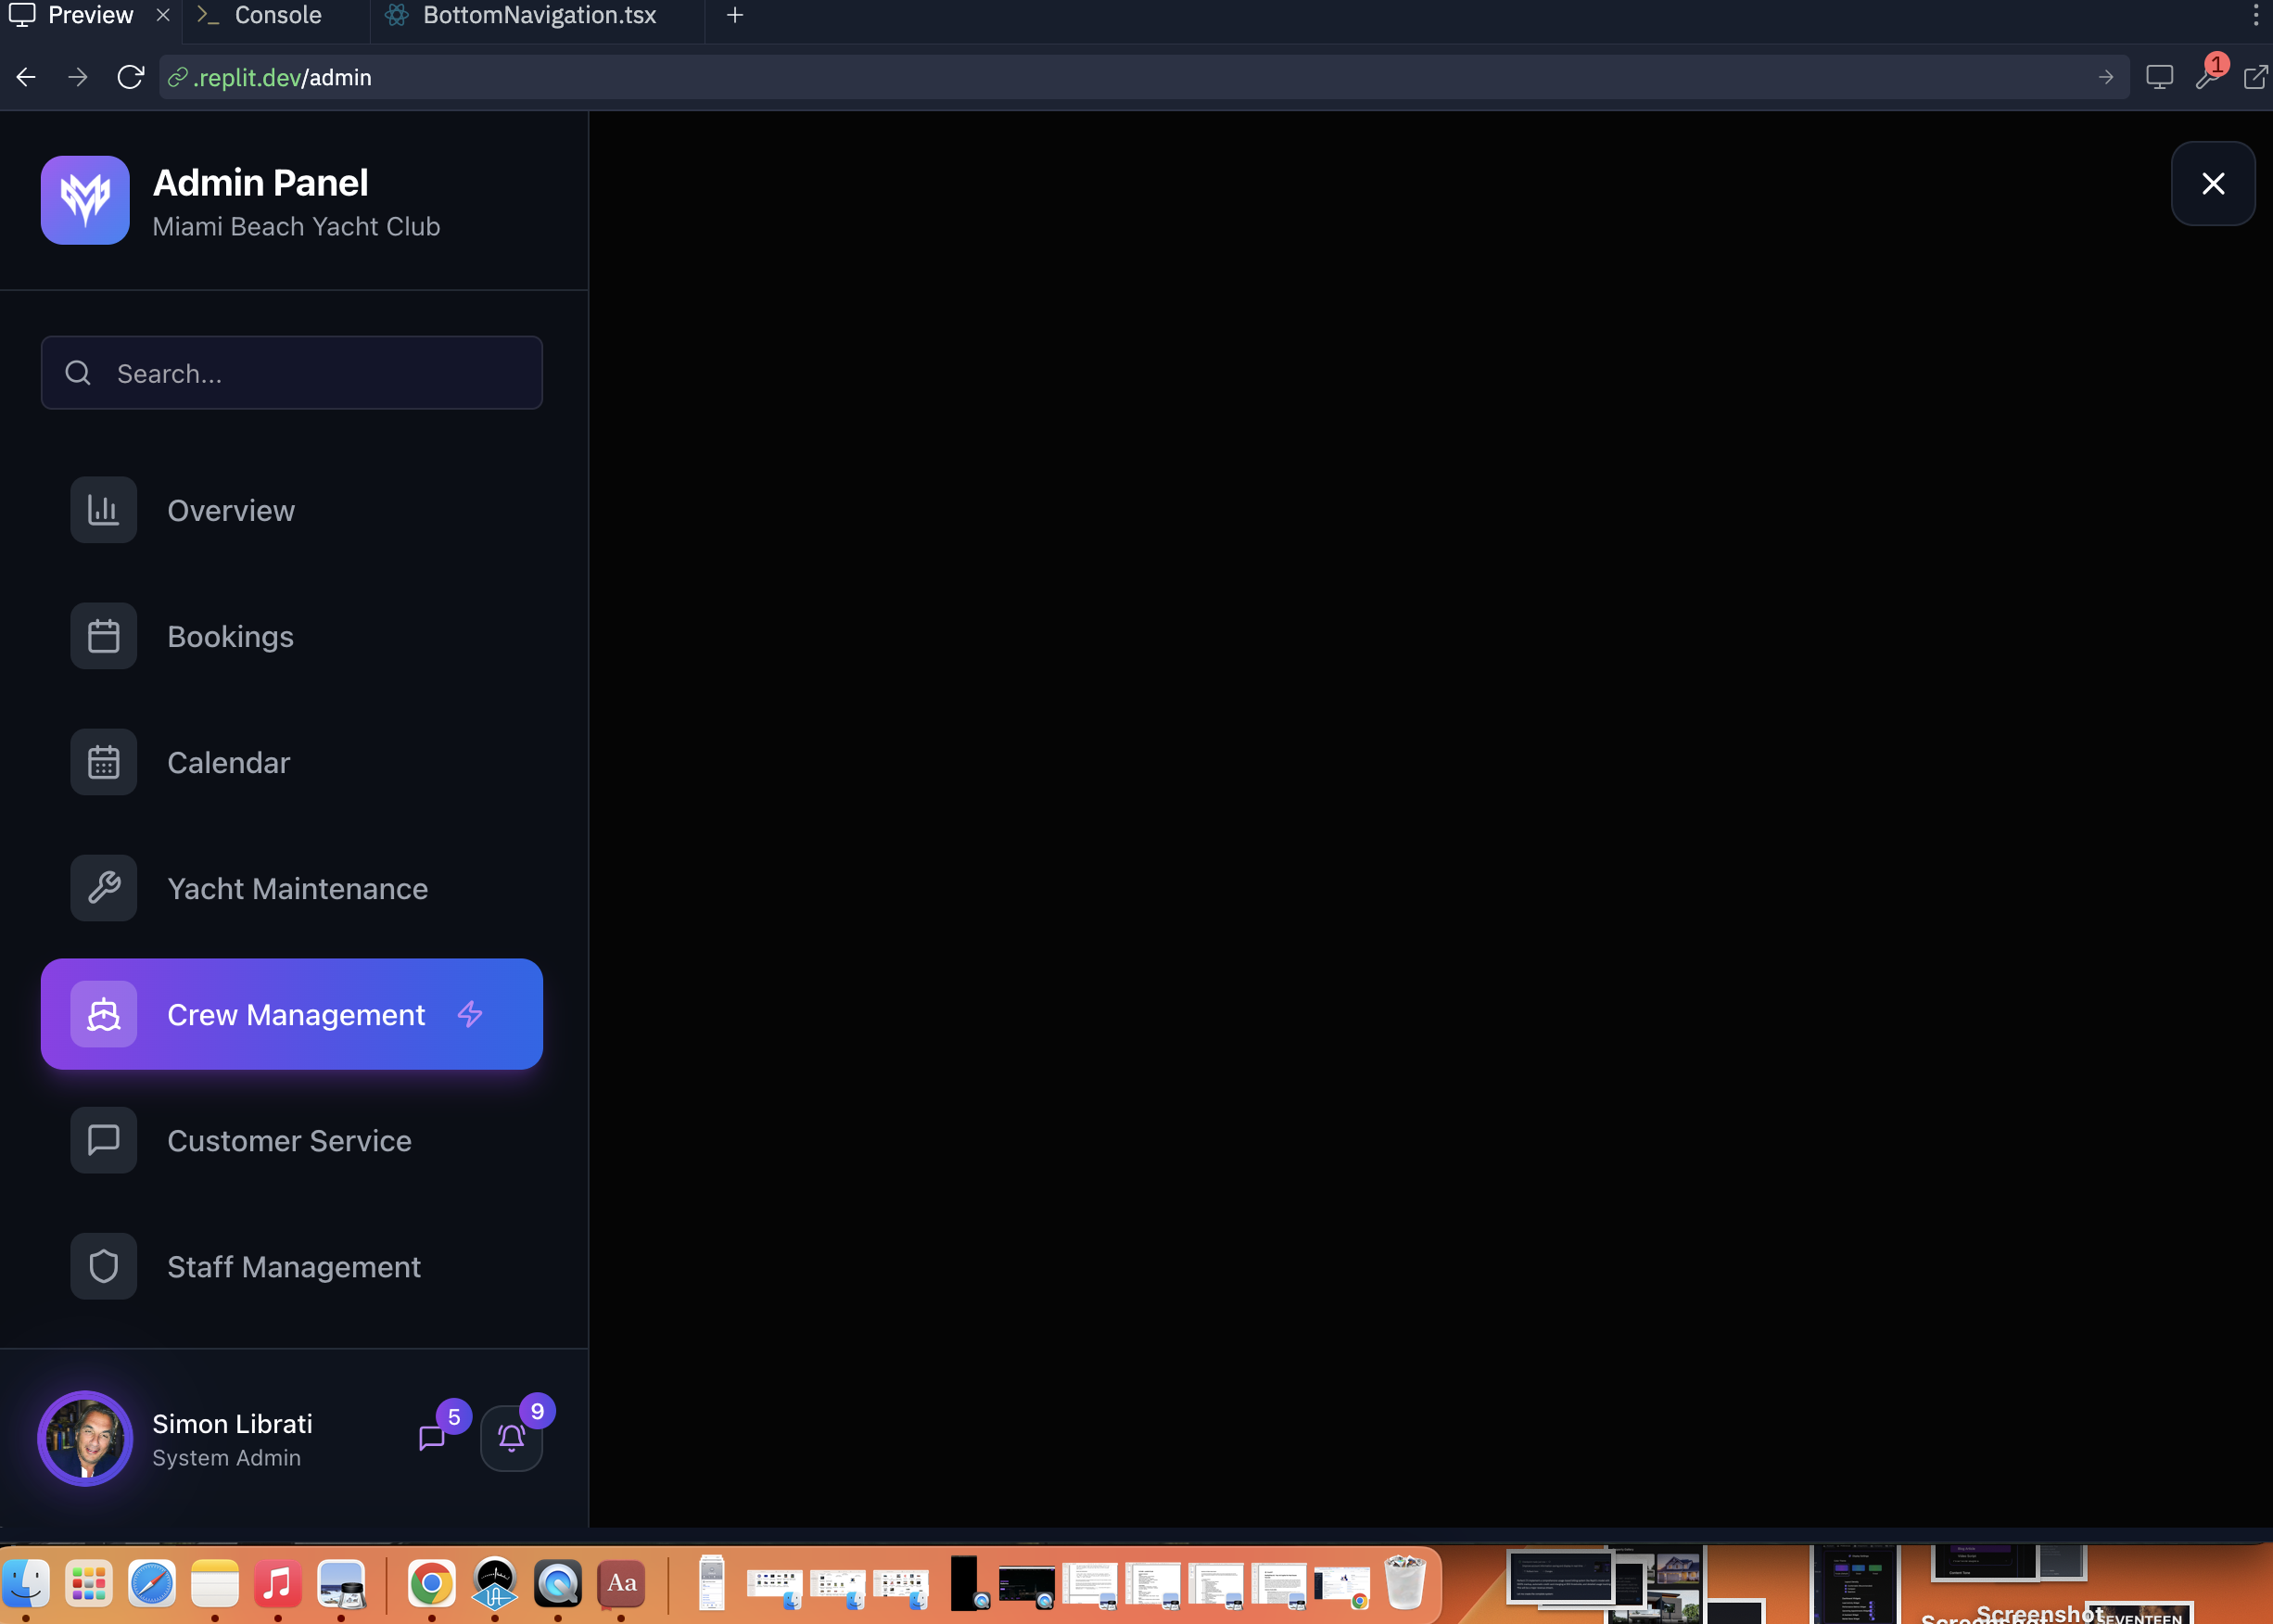 Preview
Console
BottomNavigation.tsx
.replit.dev/admin
1
Admin Panel
Miami Beach Yacht Club
Search...
Overview
Bookings
Calendar
Yacht Maintenance
Crew Management
Customer Service
Staff Management
Simon Librati
System Admin
5
9
Aa
Screenshot
SEVENTEEN